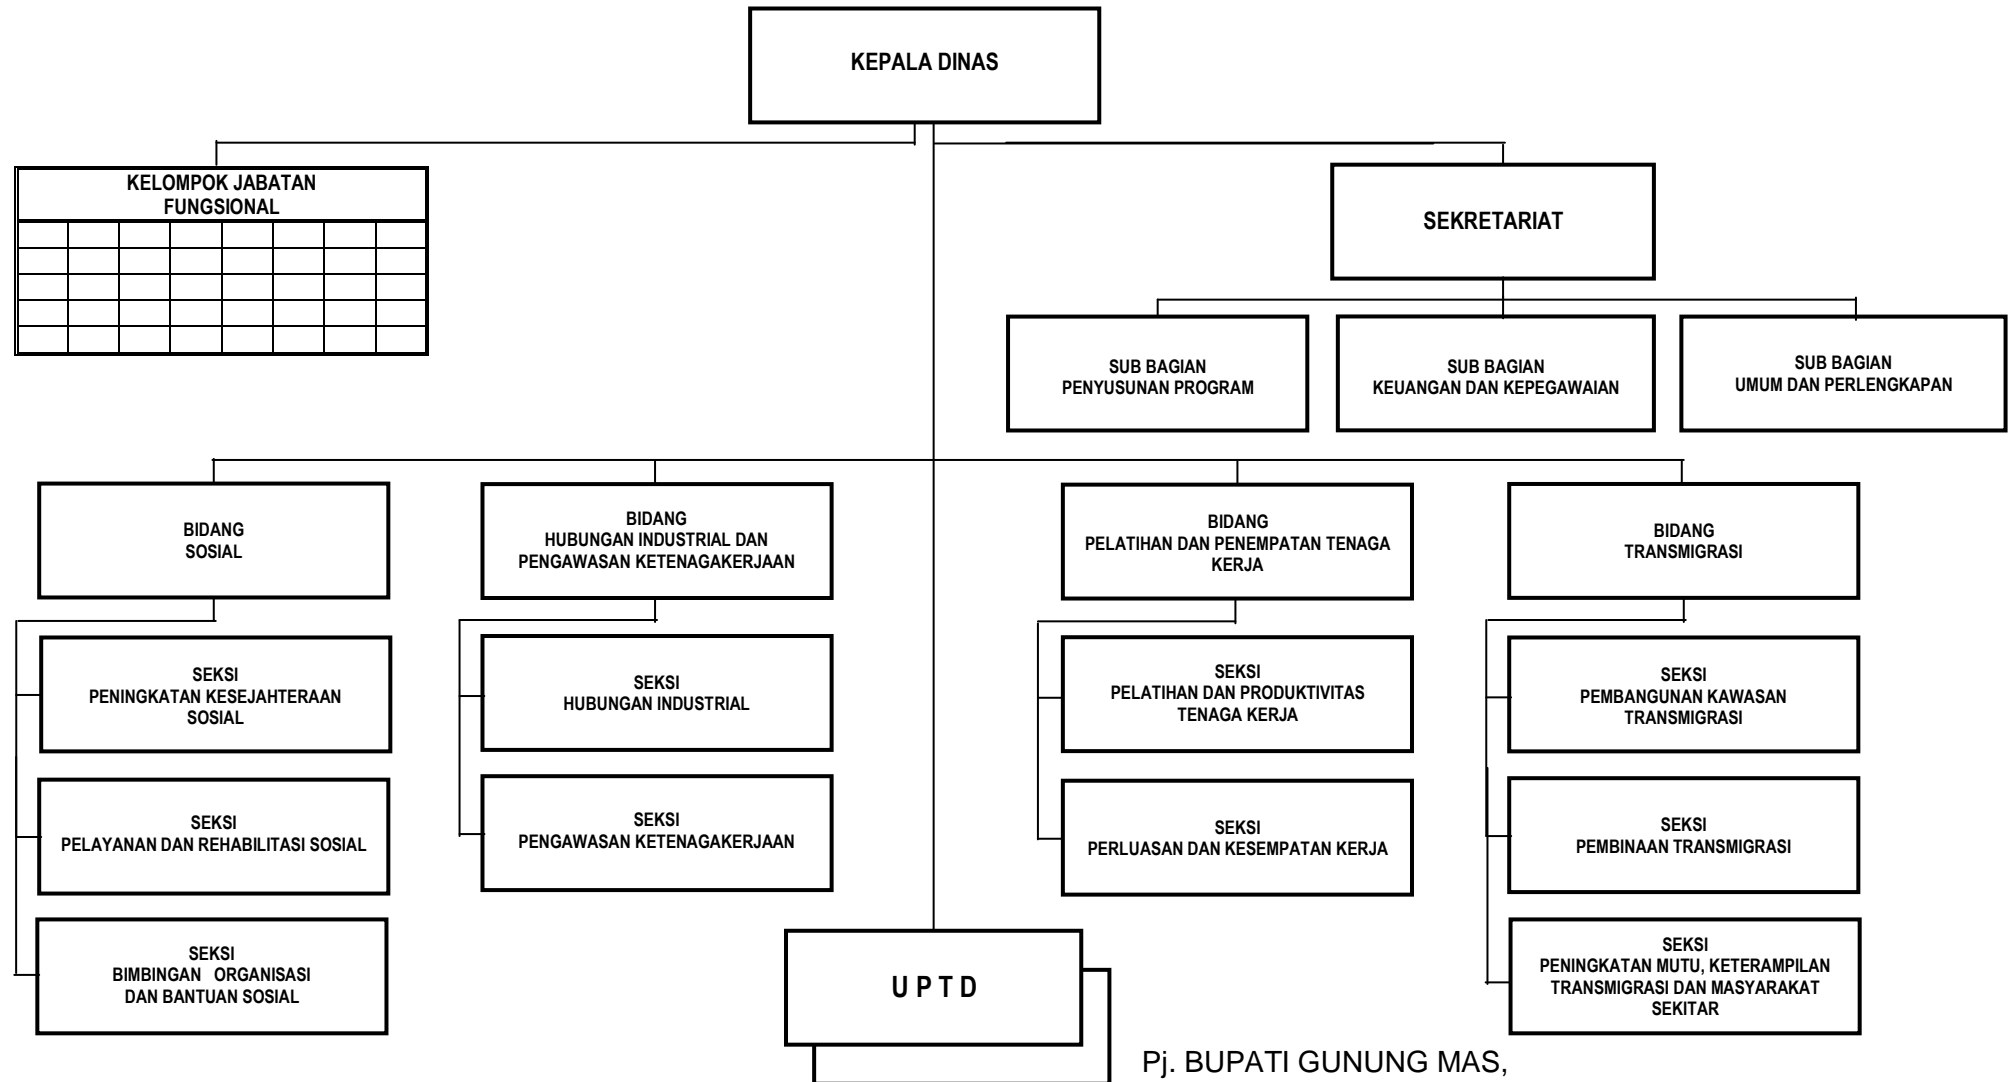 KEPALA DINAS
KELOMPOK JABATAN
FUNGSIONAL
SEKRETARIAT
SUB BAGIAN
PENYUSUNAN PROGRAM
SUB BAGIAN
KEUANGAN DAN KEPEGAWAIAN
SUB BAGIAN
UMUM DAN PERLENGKAPAN
BIDANG
SOSIAL
BIDANG
HUBUNGAN INDUSTRIAL DAN
PENGAWASAN KETENAGAKERJAAN
BIDANG
PELATIHAN DAN PENEMPATAN TENAGA
KERJA
BIDANG
TRANSMIGRASI
SEKSI
PENINGKATAN KESEJAHTERAAN
SOSIAL
SEKSI
HUBUNGAN INDUSTRIAL
SEKSI
PELATIHAN DAN PRODUKTIVITAS
TENAGA KERJA
SEKSI
PEMBANGUNAN KAWASAN
TRANSMIGRASI
SEKSI
PELAYANAN DAN REHABILITASI SOSIAL
SEKSI
PENGAWASAN KETENAGAKERJAAN
SEKSI
PERLUASAN DAN KESEMPATAN KERJA
SEKSI
PEMBINAAN TRANSMIGRASI
SEKSI
BIMBINGAN ORGANISASI
DAN BANTUAN SOSIAL
U P T D
SEKSI
PENINGKATAN MUTU, KETERAMPILAN
TRANSMIGRASI DAN MASYARAKAT
SEKITAR
Pj. BUPATI GUNUNG MAS,